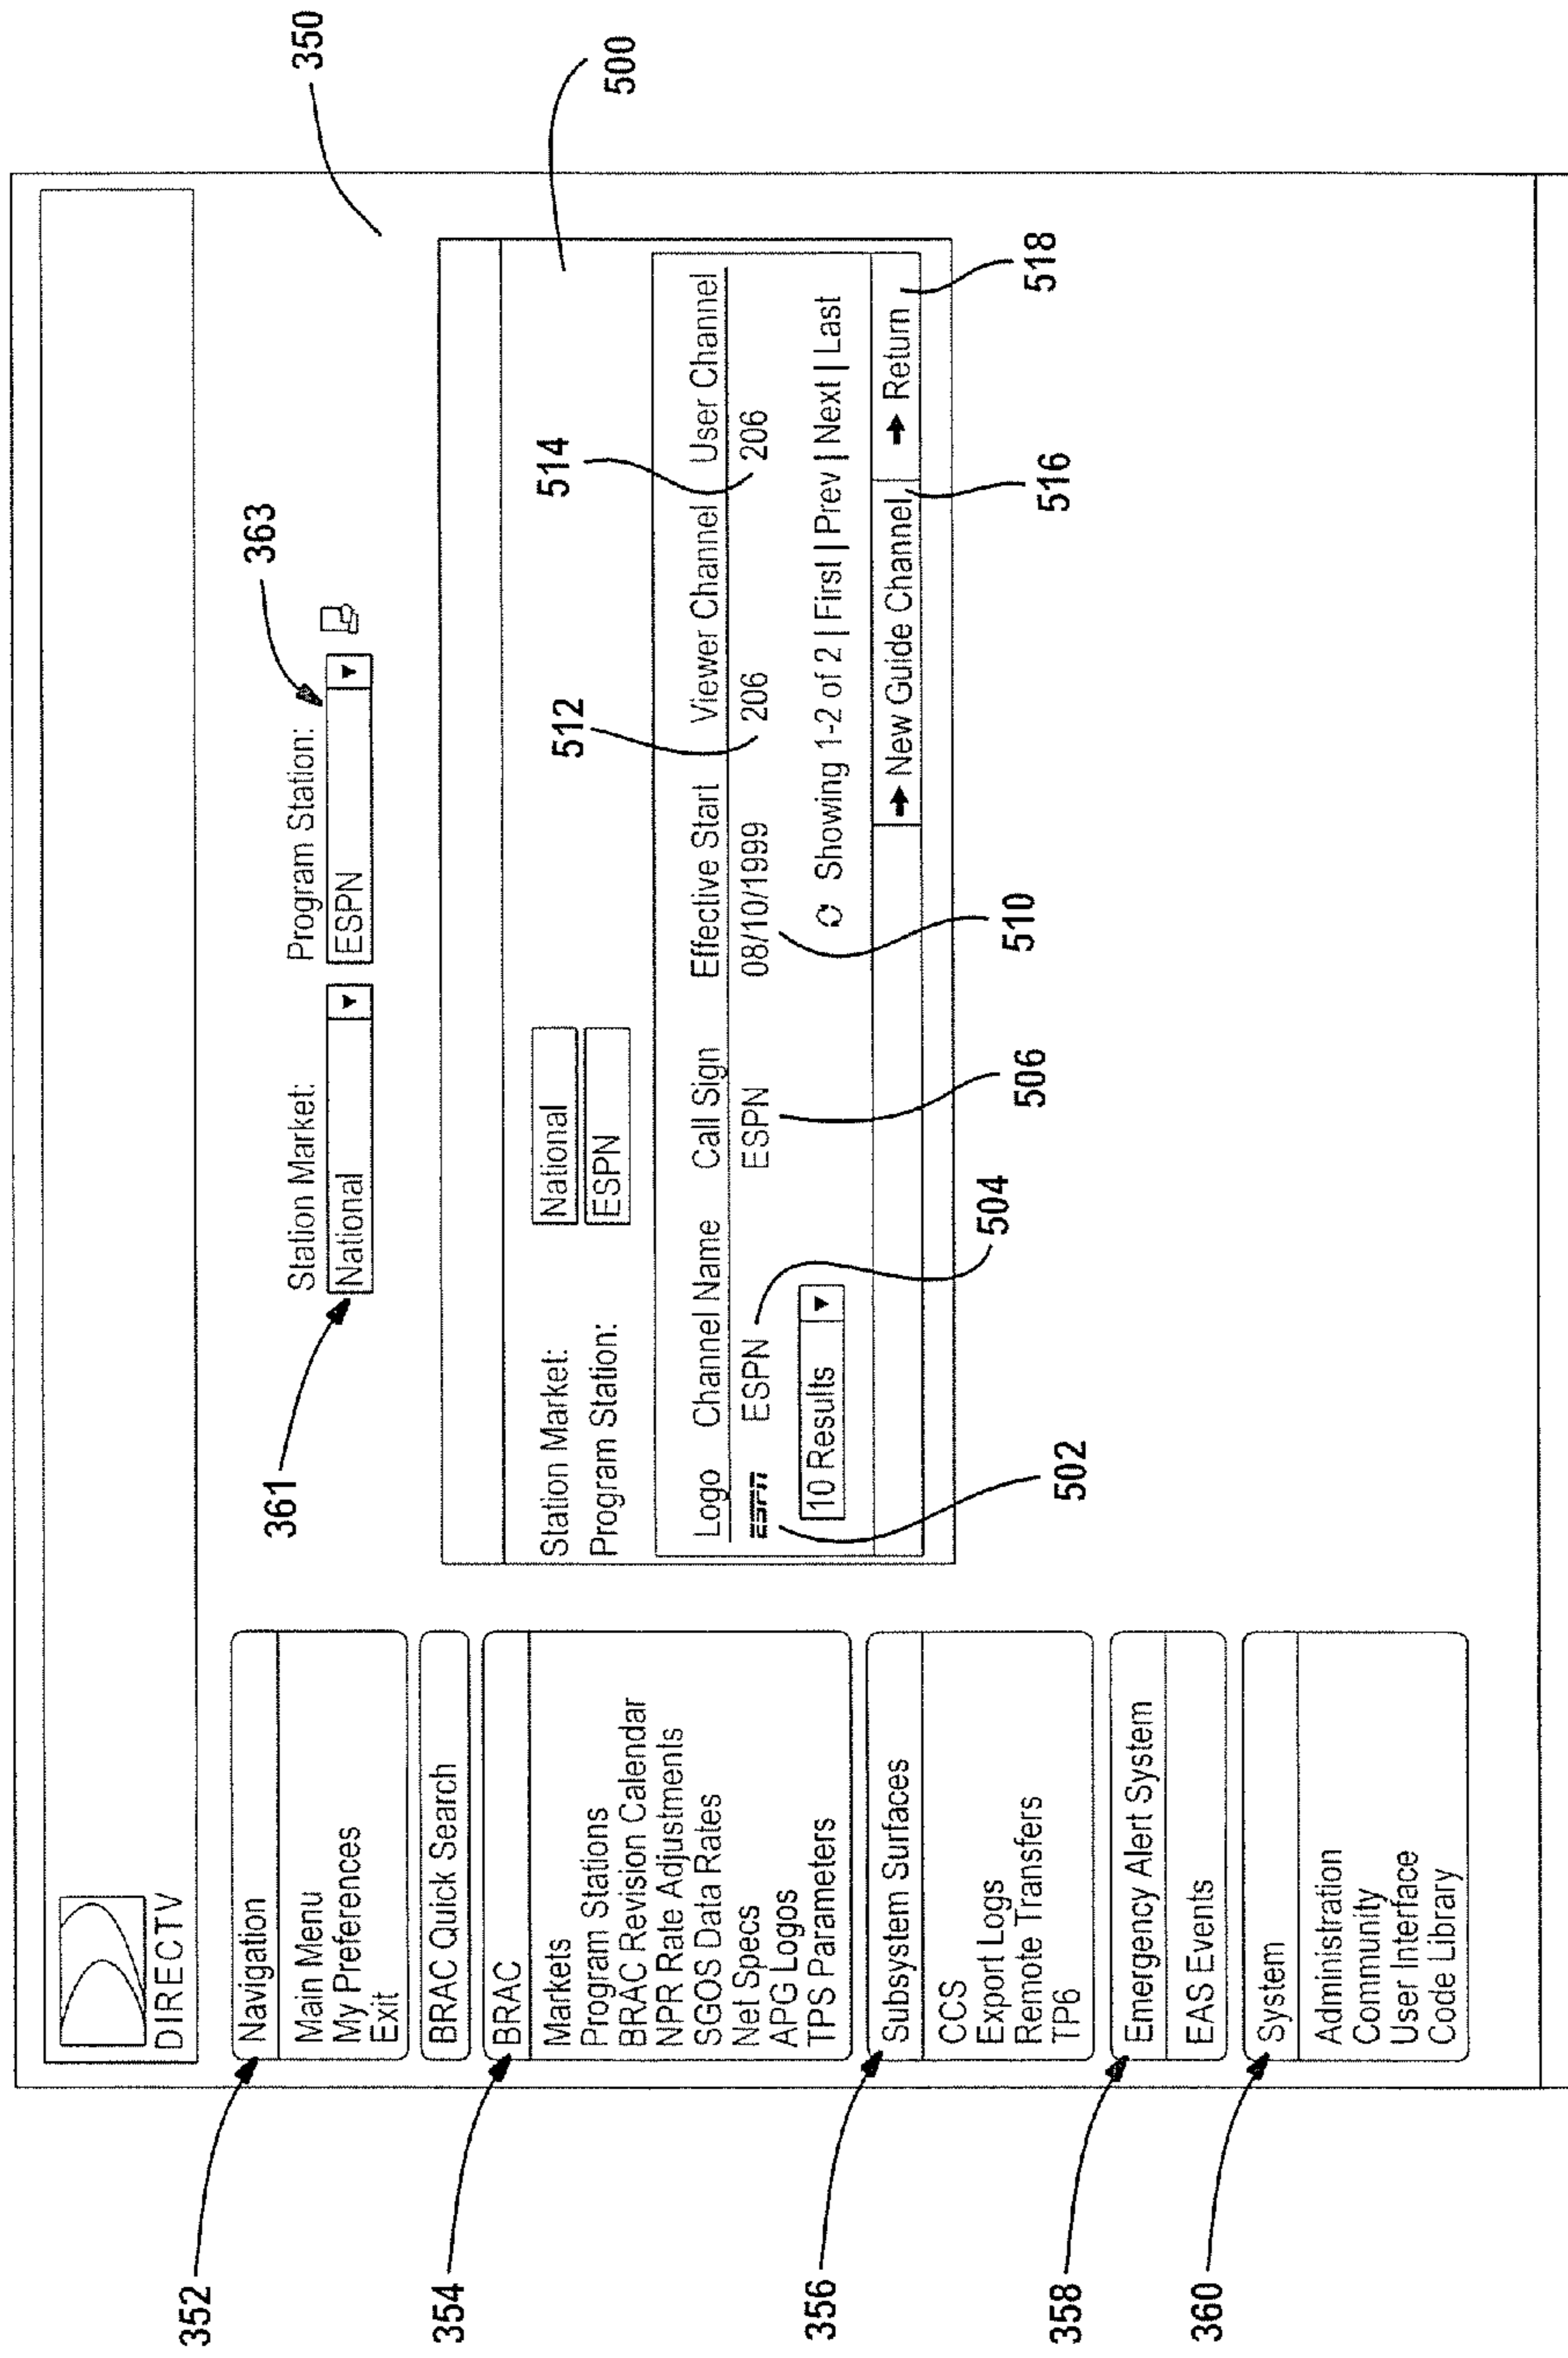 DIRECTV
352
Navigation
Main Menu
My Preferences
Exit
BRAC Quick Search
354
BRAC
Markets
Program Stations
BRAC Revision Calendar
NPR Rate Adjustments
SGOS Data Rates
Net Specs
APG Logos
TPS Parameters
356
Subsystem Surfaces
CCS
Export Logs
Remote Transfers
TP6
358
Emergency Alert System
EAS Events
360
System
Administration
Community
User Interface
Code Library
361
363
350
Station Market: Program Station:
National ESPN
500
Station Market: National
Program Station: ESPN
512 514
Logo Channel Name Call Sign Effective Start Viewer Channel User Channel
ESPN ESPN ESPN 08/10/1999 206 206
10 Results Showing 1-2 of 2 | First | Prev | Next | Last
New Guide Channel Return
502
504
506
510
516
518